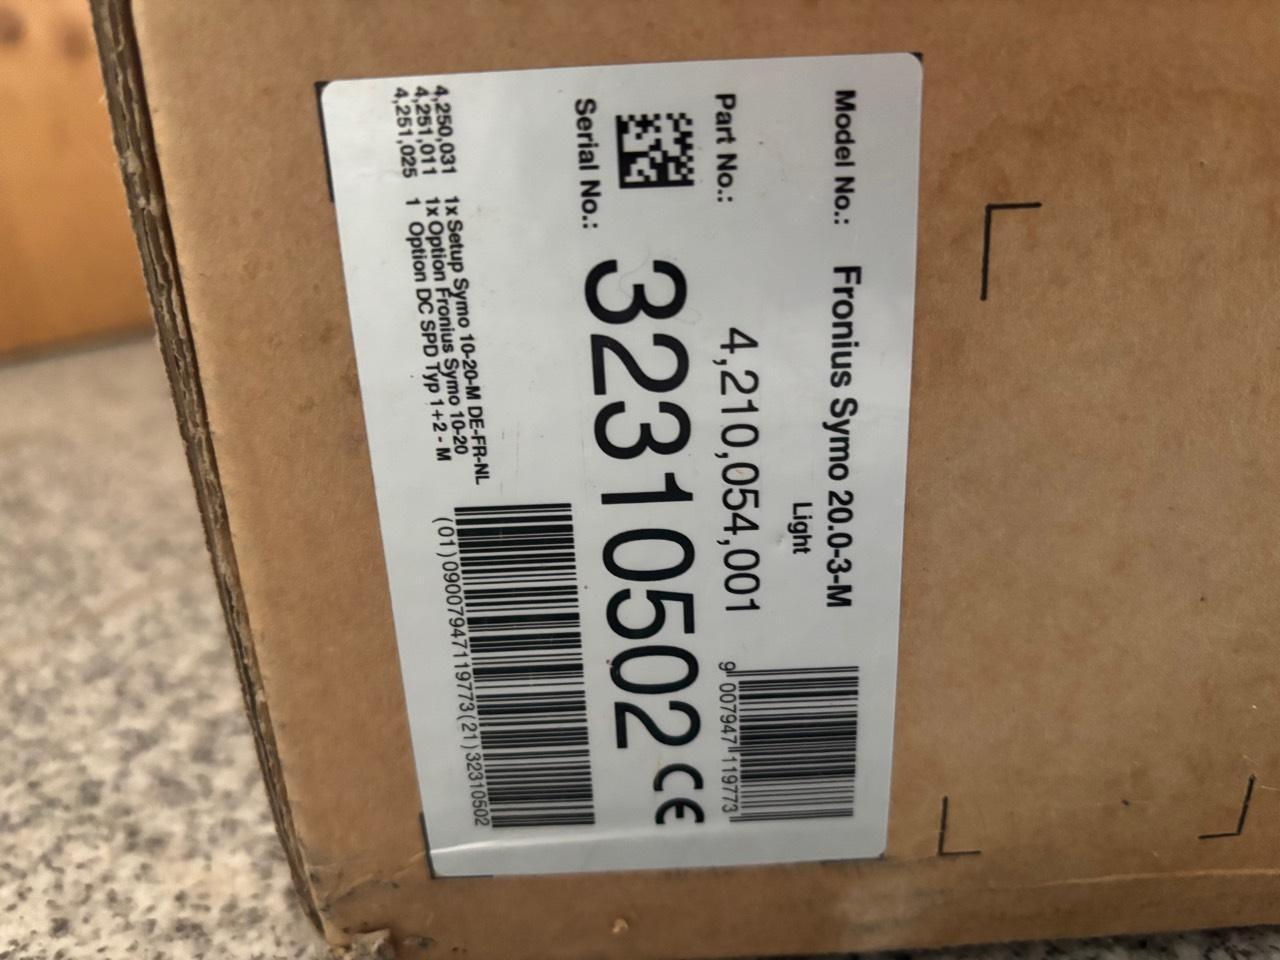 Model No.: Fronius Symo 20.0-3-M
Light
Part No.: 4,210,054,001
9 007947 119773
Serial No.: 32310502 CE
(01)09007947119773(21)32310502
4,250,031 1x Setup Symo 10-20-M DE-FR-NL
4,251,011 1x Option Fronius Symo 10-20
4,251,025 1 Option DC SPD Typ 1+2 - M